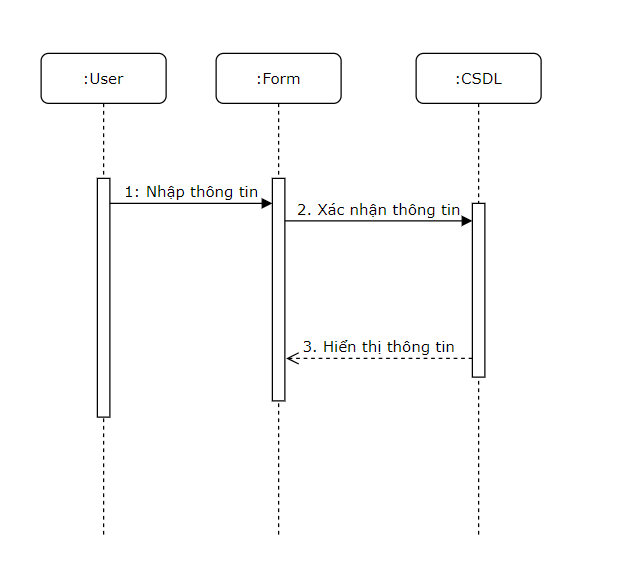 :User
:Form
:CSDL
1: Nhập thông tin
2. Xác nhận thông tin
3. Hiển thị thông tin